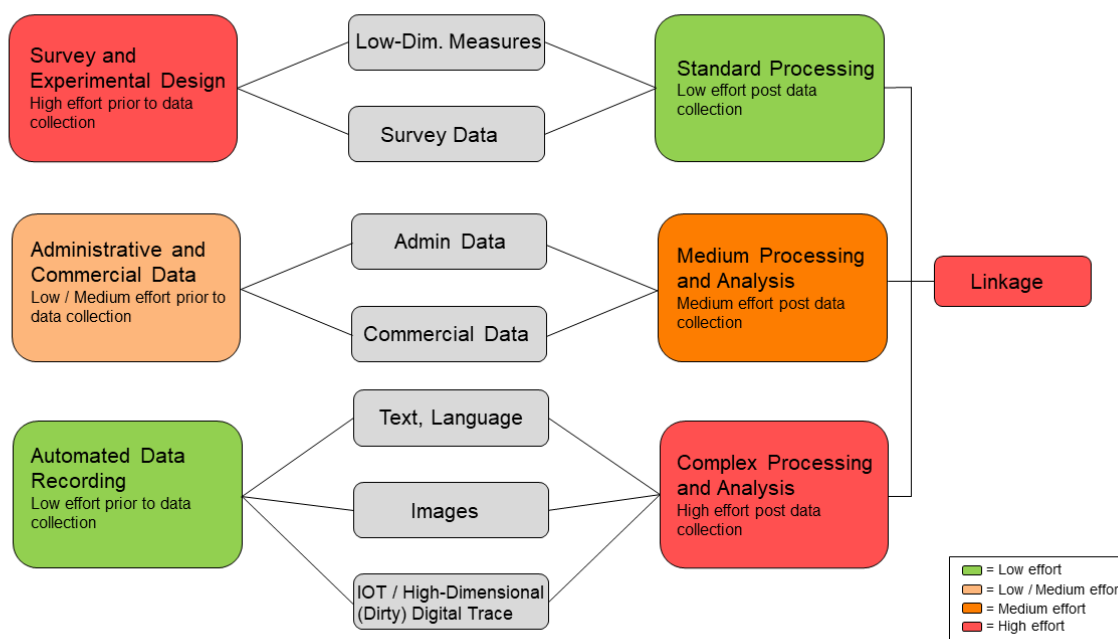 Survey and
Experimental Design
High effort prior to data
collection
Low-Dim. Measures
Survey Data
Standard Processing
Low effort post data
collection
Administrative and
Commercial Data
Low / Medium effort prior to
data collection
Admin Data
Commercial Data
Medium Processing
and Analysis
Medium effort post data
collection
Linkage
Automated Data
Recording
Low effort prior to data
collection
Text, Language
Images
IOT / High-Dimensional
(Dirty) Digital Trace
Complex Processing
and Analysis
High effort post data
collection
= Low effort
= Low / Medium effort
= Medium effort
= High effort